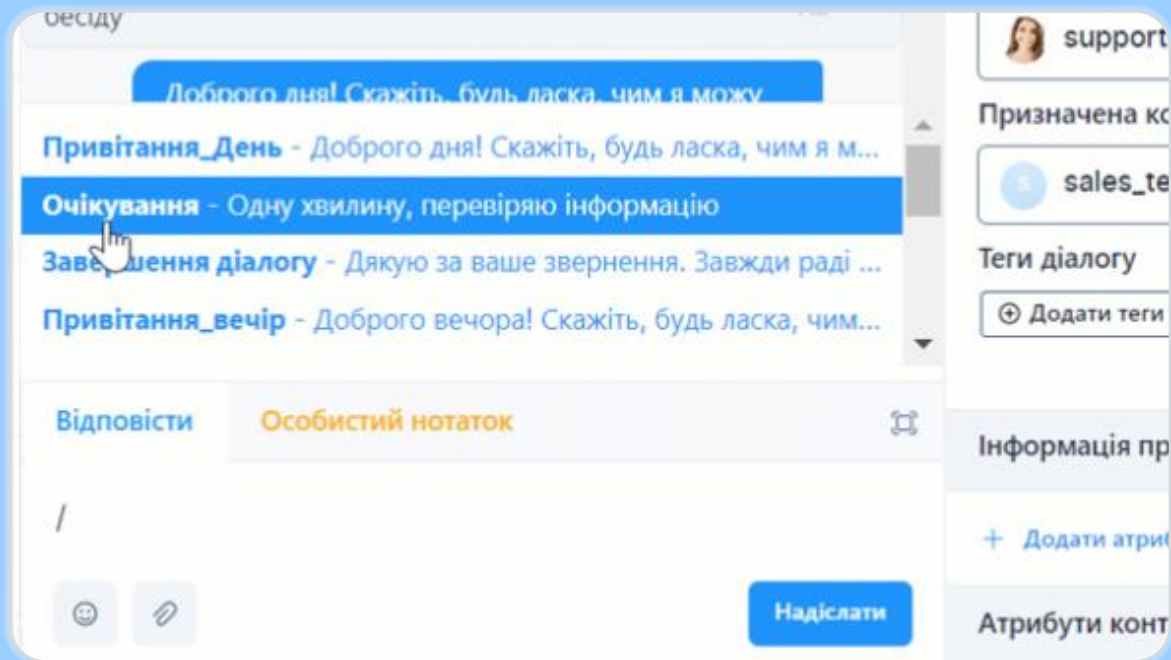 бесіду
Доброго дня! Скажіть, будь ласка, чим я можу
Привітання_День - Доброго дня! Скажіть, будь ласка, чим я м...
Очікування - Одну хвилину, перевіряю інформацію
Завершення діалогу - Дякую за ваше звернення. Завжди раді ...
Привітання_вечір - Доброго вечора! Скажіть, будь ласка, чим...
Відповісти
Особистий нотаток
/
Надіслати
support
Призначена ко
S
sales_te
Теги діалогу
Додати теги
Інформація пр
+ Додати атриб
Атрибути конт